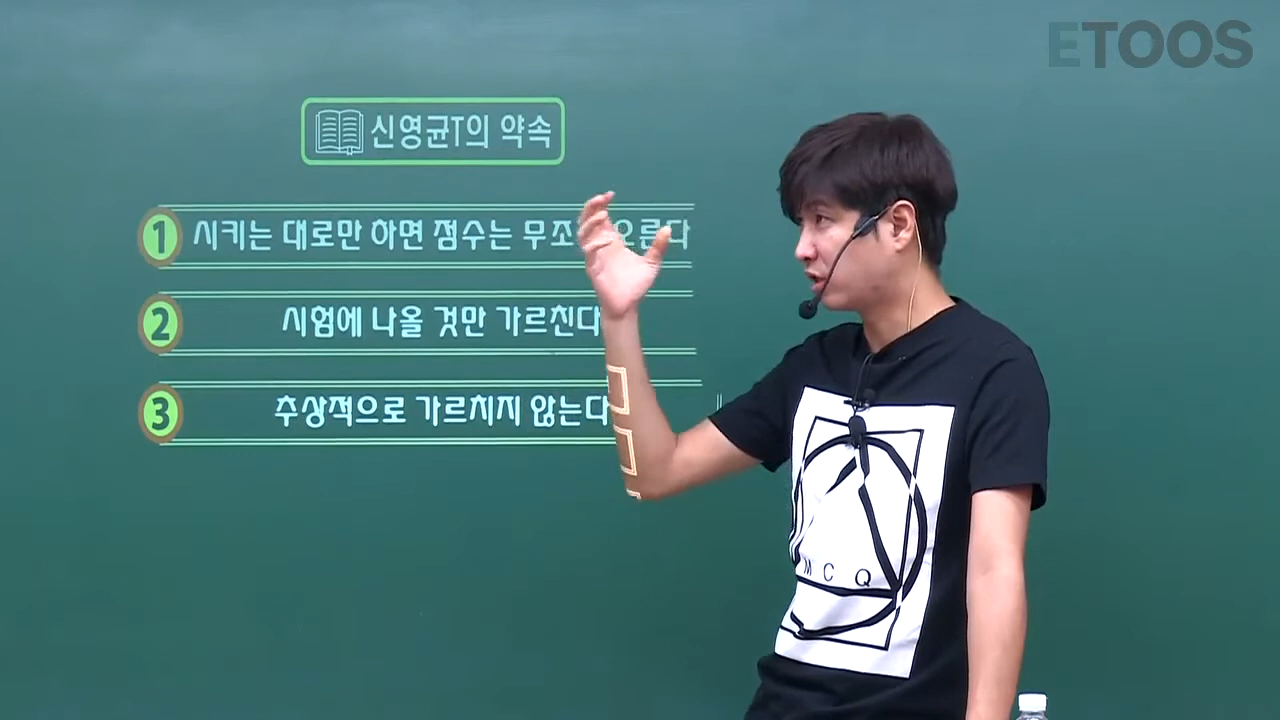 ETOOS
신영균T의 약속
1 시키는 대로만 하면 점수는 오른다
2 시험에 나올 것만 가르친다
3 추상적으로 가르치지 않는다
MCQ